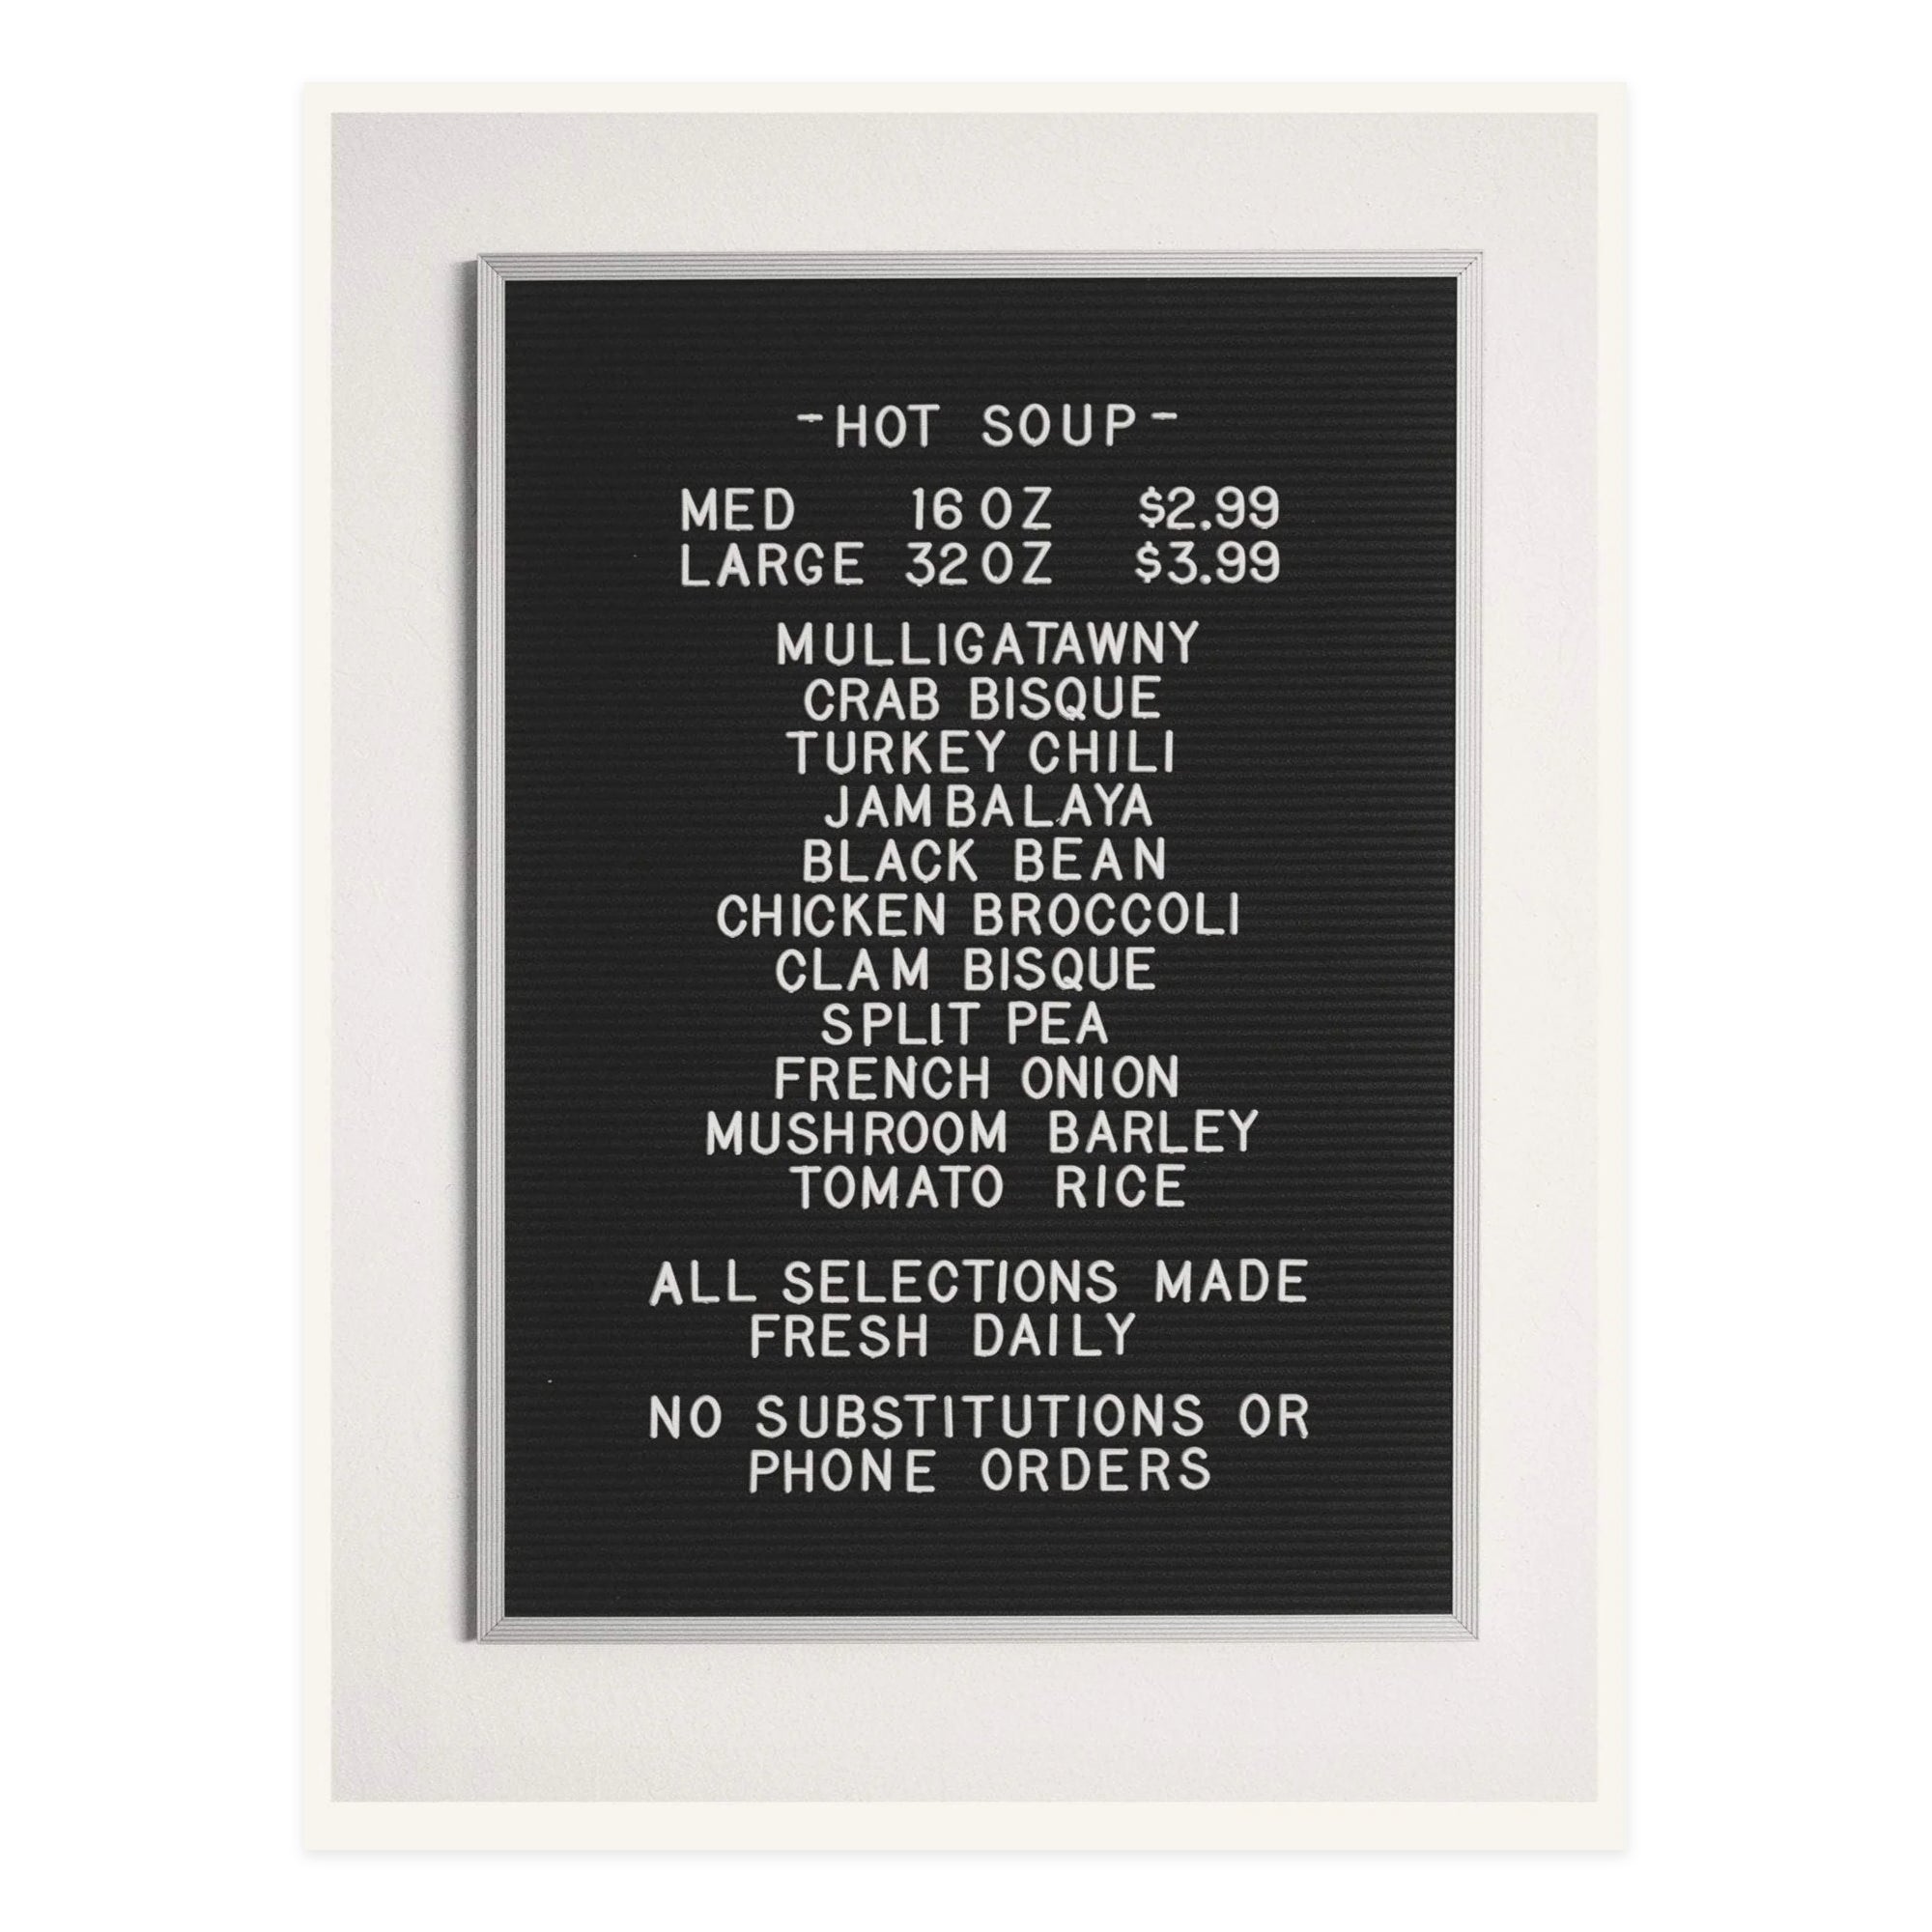 -HOT SOUP-
MED 16 OZ $2.99
LARGE 32 OZ $3.99
MULLIGATAWNY
CRAB BISQUE
TURKEY CHILI
JAMBALAYA
BLACK BEAN
CHICKEN BROCCOLI
CLAM BISQUE
SPLIT PEA
FRENCH ONION
MUSHROOM BARLEY
TOMATO RICE
ALL SELECTIONS MADE
FRESH DAILY
NO SUBSTITUTIONS OR
PHONE ORDERS